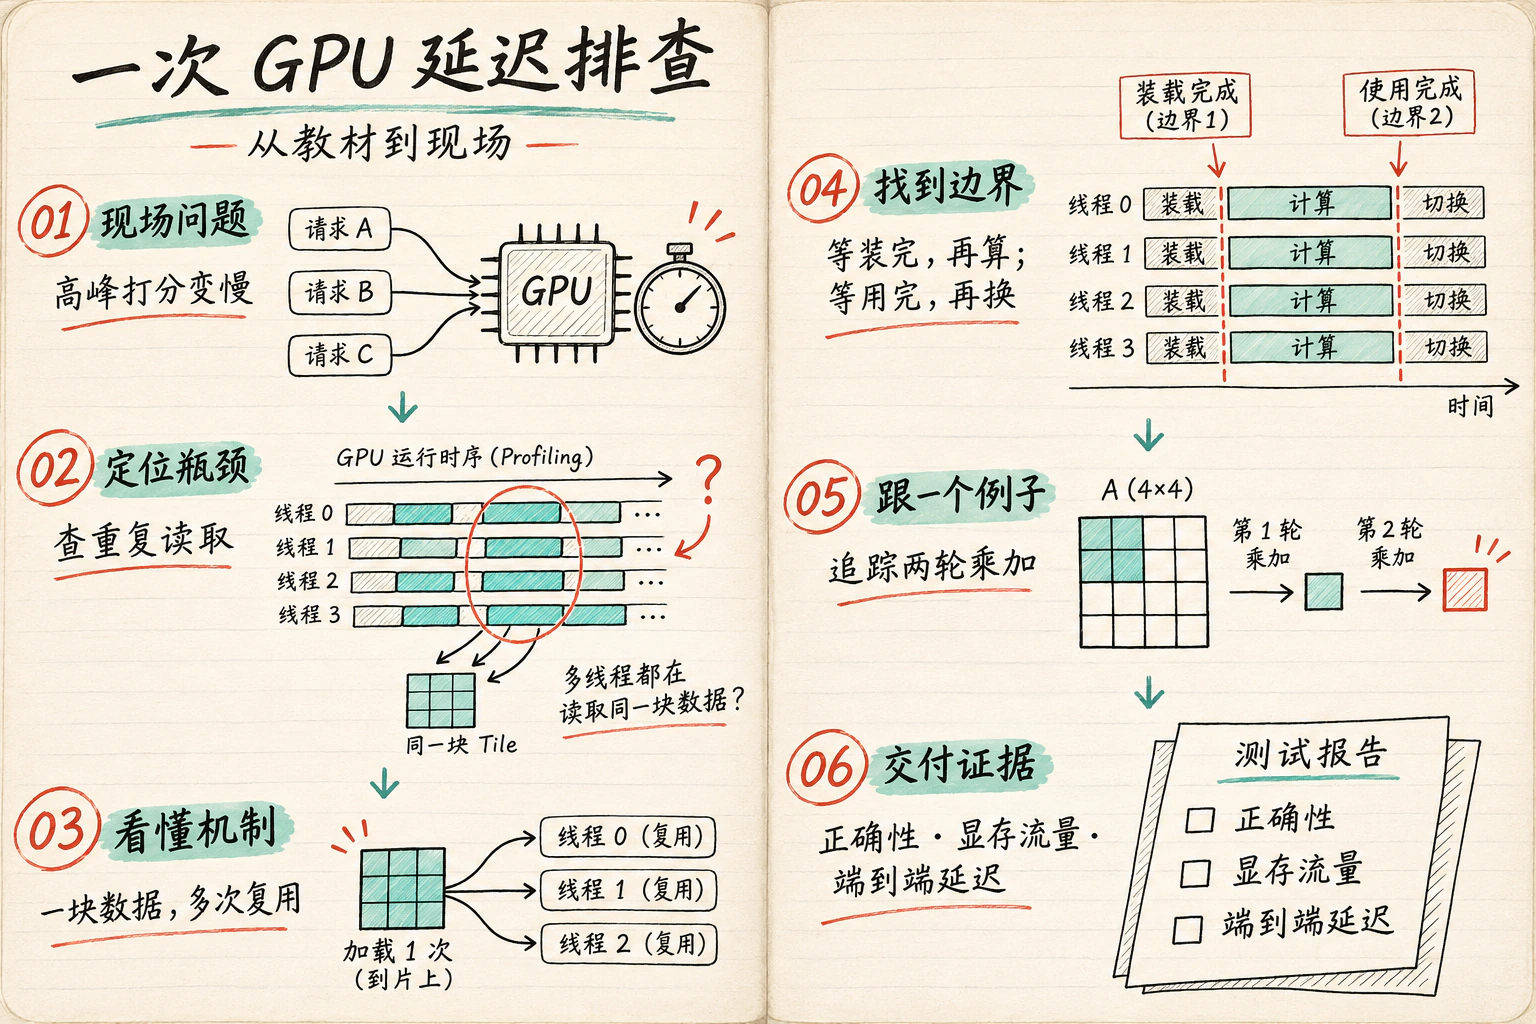 一次 GPU 延迟排查
从教材到现场
01 现场问题
高峰打分变慢
请求 A
请求 B
请求 C
GPU
02 定位瓶颈
查重复读取
GPU 运行时序 (Profiling)
?
线程 0 ...
线程 1 ...
线程 2 ...
线程 3 ...
同一块 Tile
多线程都在
读取同一块数据?
03 看懂机制
一块数据,多次复用
加载 1 次
(到片上)
线程 0 (复用)
线程 1 (复用)
线程 2 (复用)
04 找到边界
等装完,再算;
等用完,再换
装载完成
(边界1)
使用完成
(边界2)
线程 0 装载 计算 切换
线程 1 装载 计算 切换
线程 2 装载 计算 切换
线程 3 装载 计算 切换
时间
05 跟一个例子
追踪两轮乘加
A (4×4)
第 1 轮
乘加
第 2 轮
乘加
06 交付证据
正确性·显存流量·
端到端延迟
测试报告
正确性
显存流量
端到端延迟